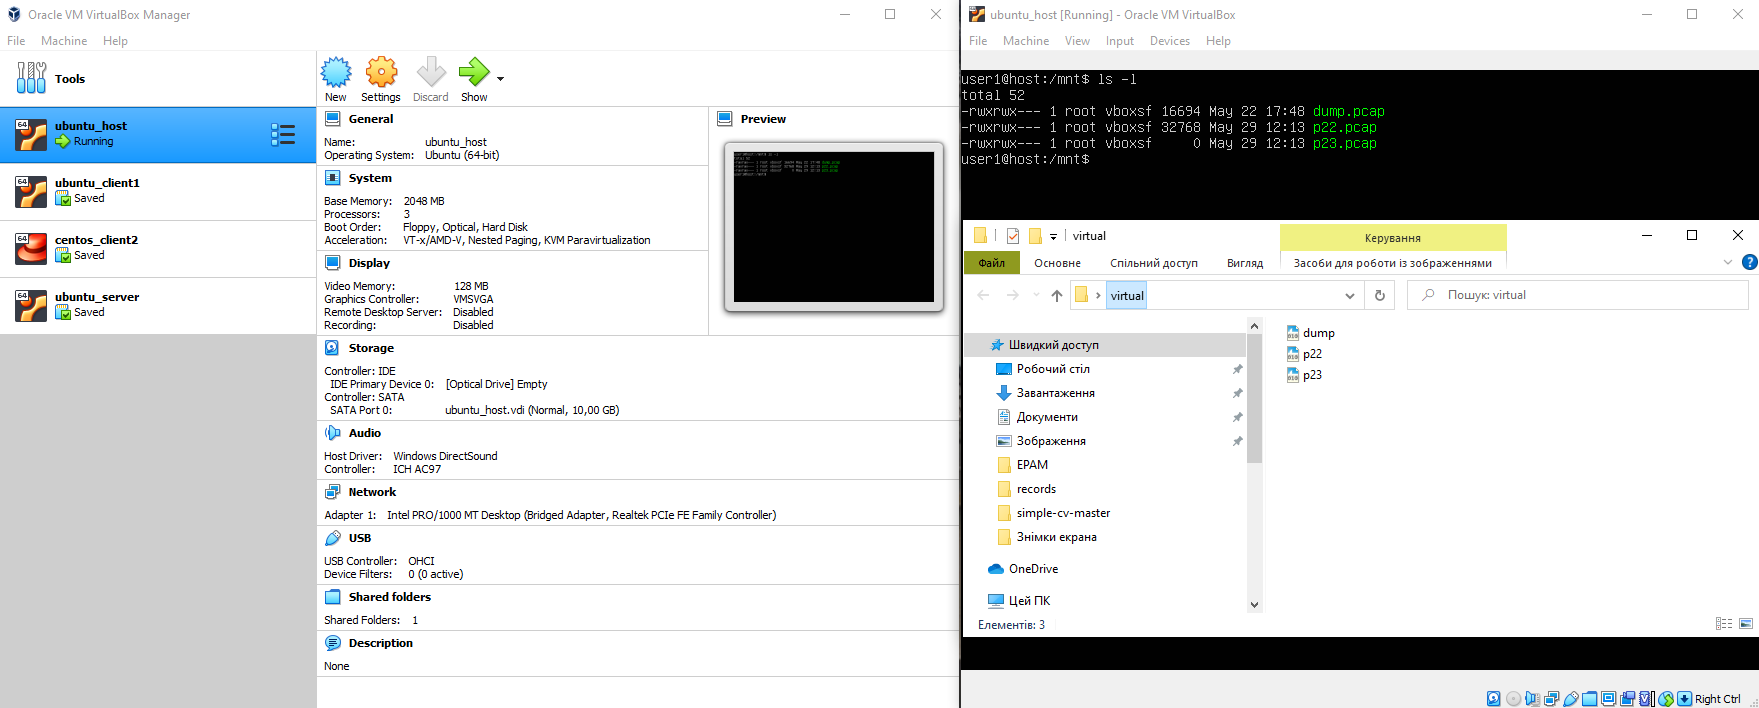 Oracle VM VirtualBox Manager
File Machine Help
Tools
ubuntu_host
Running
ubuntu_client1
Saved
centos_client2
Saved
ubuntu_server
Saved
New Settings Discard Show
General
Name: ubuntu_host
Operating System: Ubuntu (64-bit)
System
Base Memory: 2048 MB
Processors: 3
Boot Order: Floppy, Optical, Hard Disk
Acceleration: VT-x/AMD-V, Nested Paging, KVM Paravirtualization
Display
Video Memory: 128 MB
Graphics Controller: VMSVGA
Remote Desktop Server: Disabled
Recording: Disabled
Preview
Storage
Controller: IDE
IDE Primary Device 0: [Optical Drive] Empty
Controller: SATA
SATA Port 0: ubuntu_host.vdi (Normal, 10,00 GB)
Audio
Host Driver: Windows DirectSound
Controller: ICH AC97
Network
Adapter 1: Intel PRO/1000 MT Desktop (Bridged Adapter, Realtek PCIe FE Family Controller)
USB
USB Controller: OHCI
Device Filters: 0 (0 active)
Shared folders
Shared Folders: 1
Description
None
ubuntu_host [Running] - Oracle VM VirtualBox
File Machine View Input Devices Help
user1@host:/mnt$ ls -l
total 52
-rwxrwx--- 1 root vboxsf 16694 May 22 17:48 dump.pcap
-rwxrwx--- 1 root vboxsf 32768 May 29 12:13 p22.pcap
-rwxrwx--- 1 root vboxsf 0 May 29 12:13 p23.pcap
user1@host:/mnt$
virtual
Керування
Файл Основне Спільний доступ Вигляд Засоби для роботи із зображеннями
virtual
Пошук: virtual
Швидкий доступ
Робочий стіл
Завантаження
Документи
Зображення
EPAM
records
simple-cv-master
Знімки екрана
OneDrive
Цей ПК
dump
p22
p23
Елементів: 3
Right Ctrl